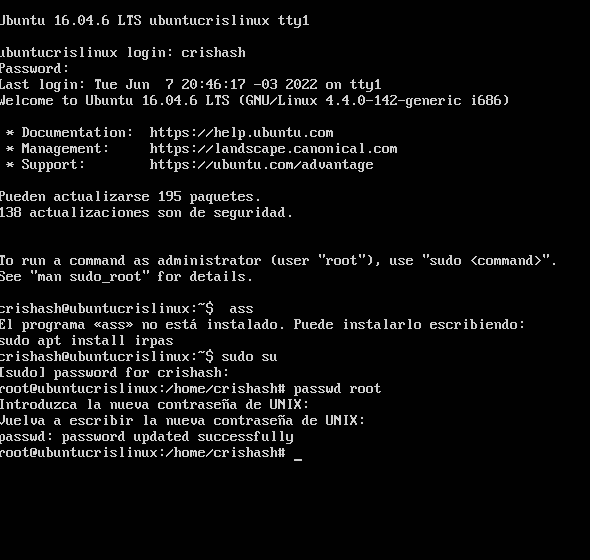 Ubuntu 16.04.6 LTS ubuntucrislinux tty1
ubuntucrislinux login: crishash
Password:
Last login: Tue Jun  7 20:46:17 -03 2022 on tty1
Welcome to Ubuntu 16.04.6 LTS (GNU/Linux 4.4.0-142-generic i686)
 * Documentation:  https://help.ubuntu.com
 * Management:     https://landscape.canonical.com
 * Support:        https://ubuntu.com/advantage
Pueden actualizarse 195 paquetes.
138 actualizaciones son de seguridad.
To run a command as administrator (user "root"), use "sudo <command>".
See "man sudo_root" for details.
crishash@ubuntucrislinux:~$  ass
El programa «ass» no está instalado. Puede instalarlo escribiendo:
sudo apt install irpas
crishash@ubuntucrislinux:~$ sudo su
[sudo] password for crishash:
root@ubuntucrislinux:/home/crishash# passwd root
Introduzca la nueva contraseña de UNIX:
Vuelva a escribir la nueva contraseña de UNIX:
passwd: password updated successfully
root@ubuntucrislinux:/home/crishash# _